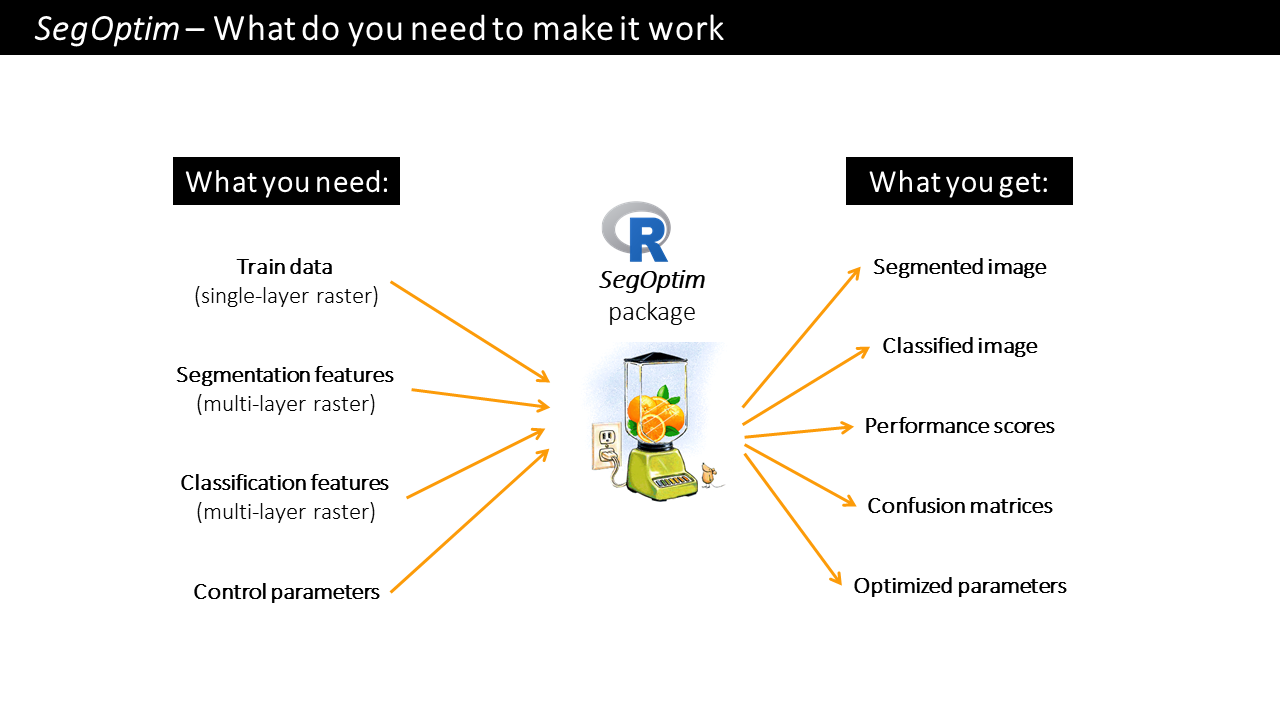 SegOptim – What do you need to make it work
What you need:
Train data
(single-layer raster)
Segmentation features
(multi-layer raster)
Classification features
(multi-layer raster)
Control parameters
R
SegOptim
package
What you get:
Segmented image
Classified image
Performance scores
Confusion matrices
Optimized parameters